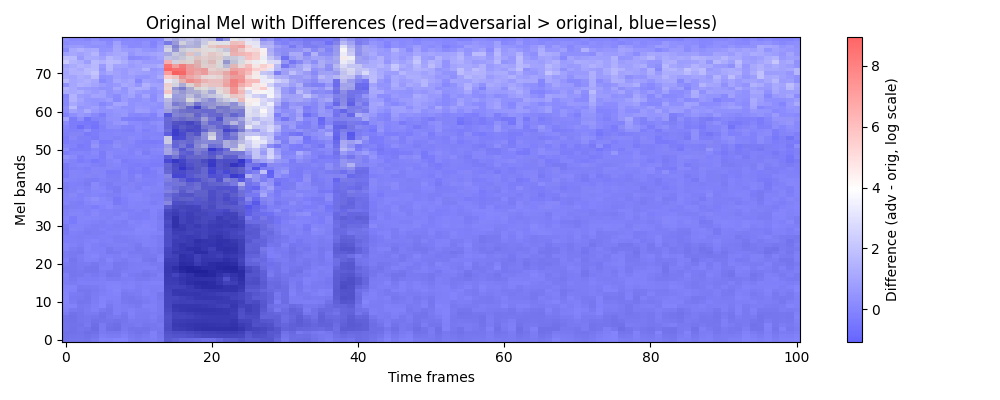 Original Mel with Differences (red=adversarial > original, blue=less)
70
60
50
40
30
20
10
0
Mel bands
0 20 40 60 80 100
Time frames
8
6
4
2
0
Difference (adv - orig, log scale)